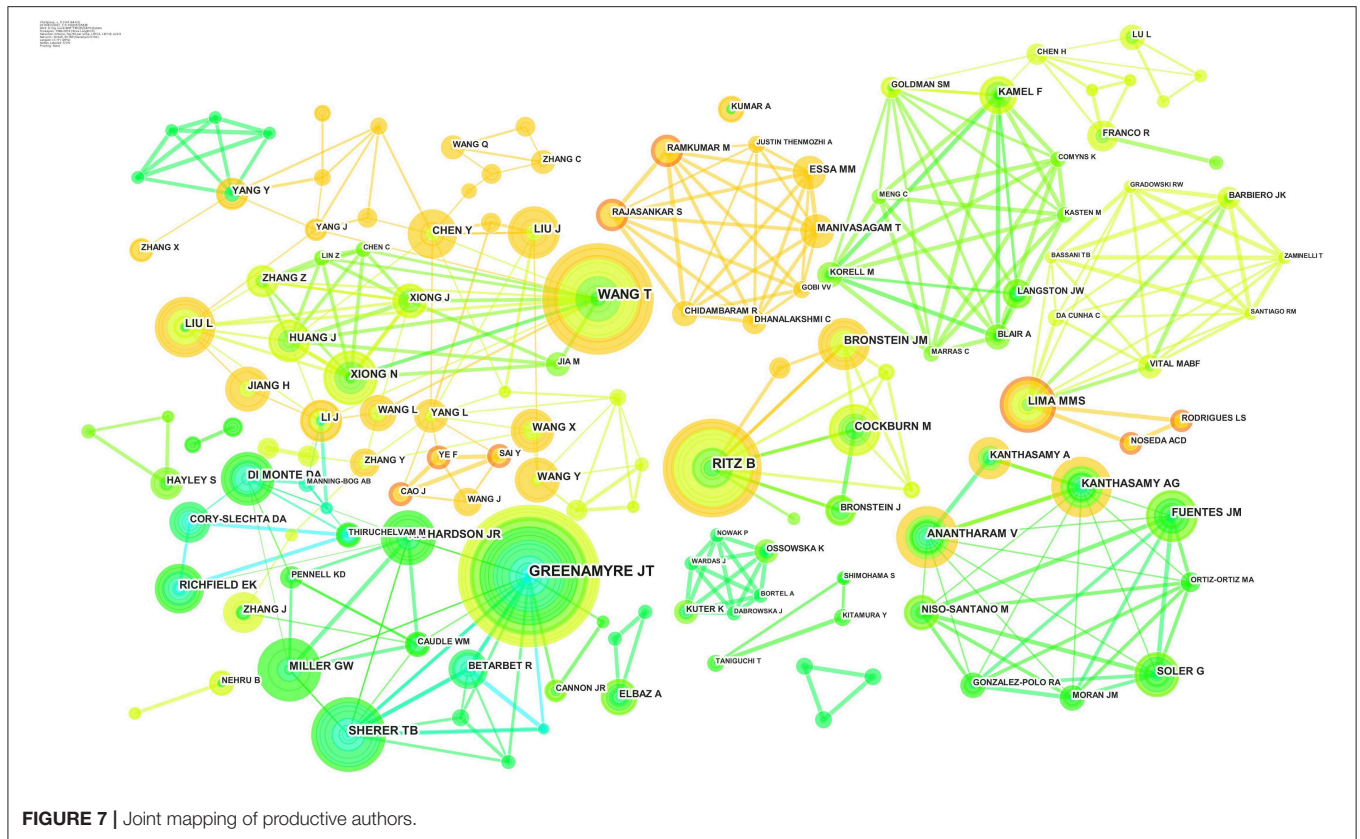 LU L
CHEN H
GOLDMAN SM
KAMEL F
KUMAR A
FRANCO R
WANG Q
ZHANG C
JUSTIN THENMOZHI A
RAMKUMAR M
ESSA MM
COMYNS K
YANG Y
GRADOWSKI RW
BARBIERO JK
MENG C
RAJASANKAR S
KASTEN M
YANG J
CHEN Y
LIU J
MANIVASAGAM T
ZHANG X
CHEN C
LIN Z
BASSANI TB
ZAMINELLI T
ZHANG Z
KORELL M
XIONG J
WANG T
GOBI VV
LANGSTON JW
CHIDAMBARAM R
DHANALAKSHMI C
DA CUNHA C
SANTIAGO RM
LIU L
HUANG J
BLAIR A
BRONSTEIN JM
MARRAS C
JIA M
VITAL MABF
XIONG N
JIANG H
LIMA MMS
WANG L
YANG L
LI J
RODRIGUES LS
WANG X
COCKBURN M
NOSEDA ACD
YE F
SAI Y
ZHANG Y
KANTHASAMY A
RITZ B
DI MONTE DA
HAYLEY S
MANNING-BOG AB
WANG Y
KANTHASAMY AG
CAO J
WANG J
BRONSTEIN J
FUENTES JM
CORY-SLECHTA DA
THIRUCHELVAM M
HARDSON JR
NOWAK P
ANANTHARAM V
OSSOWSKA K
WARDAS J
GREENAMYRE JT
PENNELL KD
SHIMOHAMA S
ORTIZ-ORTIZ MA
RICHFIELD EK
BORTEL A
ZHANG J
KUTER K
DABROWSKA J
KITAMURA Y
NISO-SANTANO M
CAUDLE WM
MILLER GW
BETARBET R
TANIGUCHI T
SOLER G
NEHRU B
CANNON JR
ELBAZ A
GONZALEZ-POLO RA
MORAN JM
SHERER TB
FIGURE 7 | Joint mapping of productive authors.